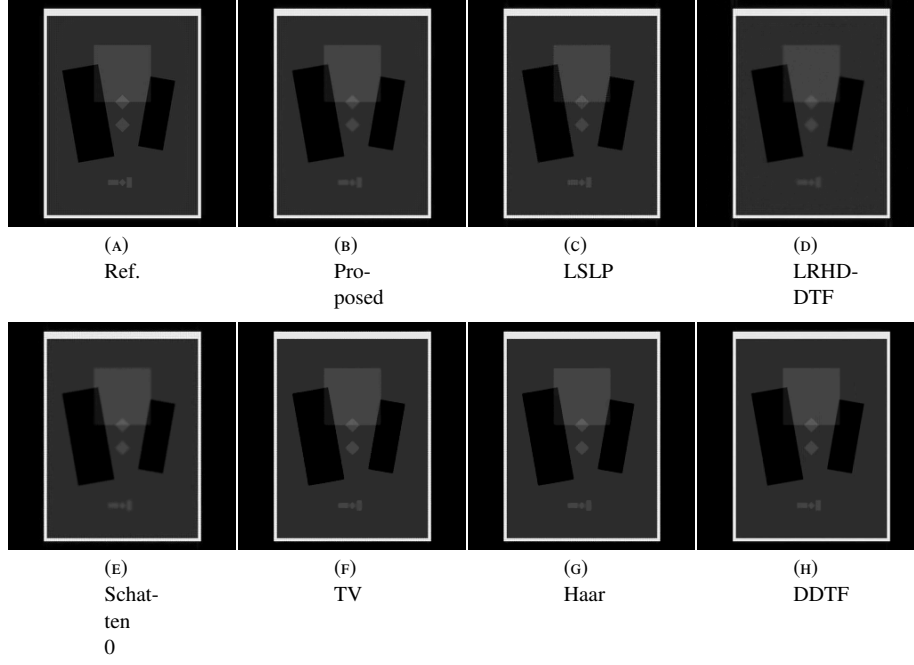 (A)
Ref.
(B)
Pro-
posed
(C)
LSLP
(D)
LRHD-
DTF
(E)
Schat-
ten
0
(F)
TV
(G)
Haar
(H)
DDTF